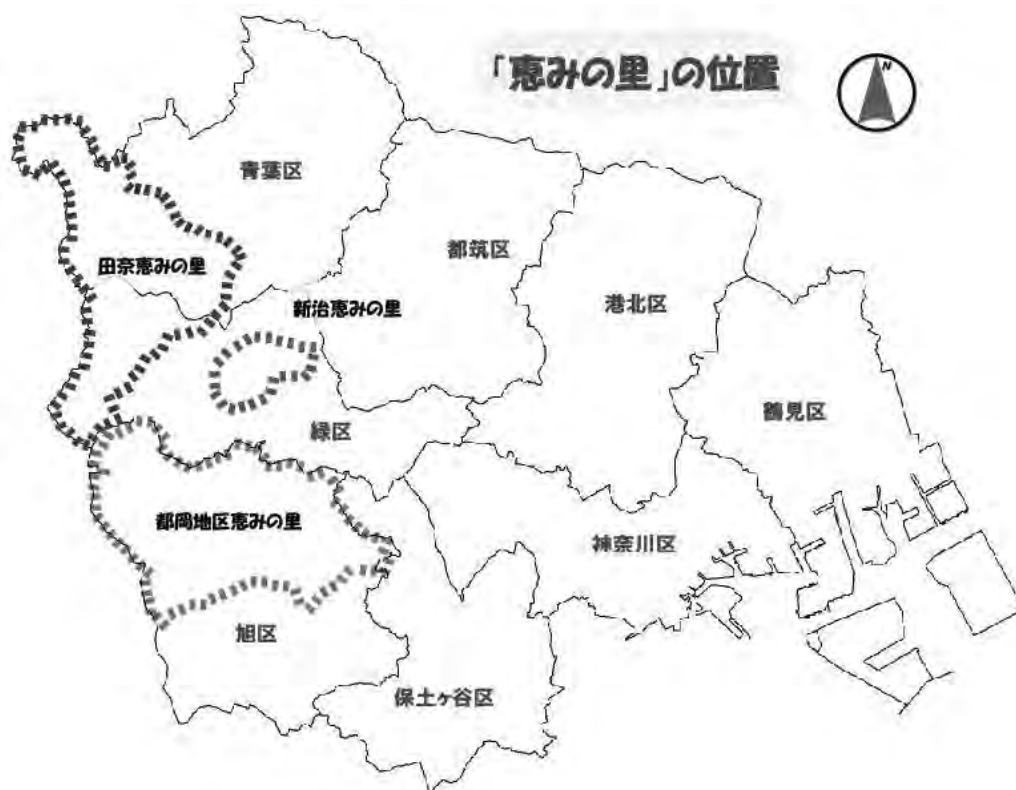 「恵みの里」の位置
N
青葉区
都筑区
田奈恵みの里
新治恵みの里
港北区
鶴見区
緑区
都岡地区恵みの里
神奈川区
旭区
保土ヶ谷区